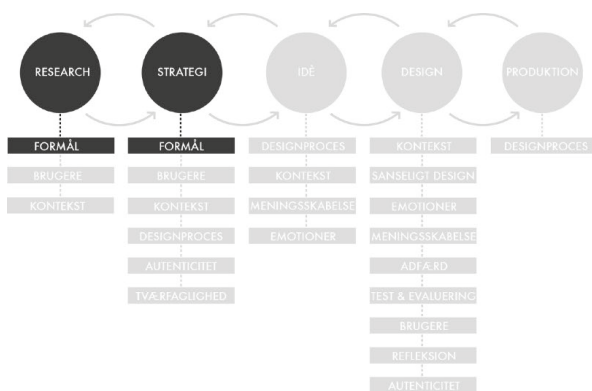 RESEARCH
STRATEGI
IDÉ
DESIGN
PRODUKTION
FORMÅL
BRUGERE
KONTEKST
FORMÅL
BRUGERE
KONTEKST
DESIGNPROCES
AUTENTICITET
TVÆRFAGLIGHED
DESIGNPROCES
KONTEKST
MENINGSSKABELSE
EMOTIONER
KONTEKST
SANSELIGT DESIGN
EMOTIONER
MENINGSSKABELSE
ADFÆRD
TEST & EVALUERING
BRUGERE
REFLEKSION
AUTENTICITET
DESIGNPROCES